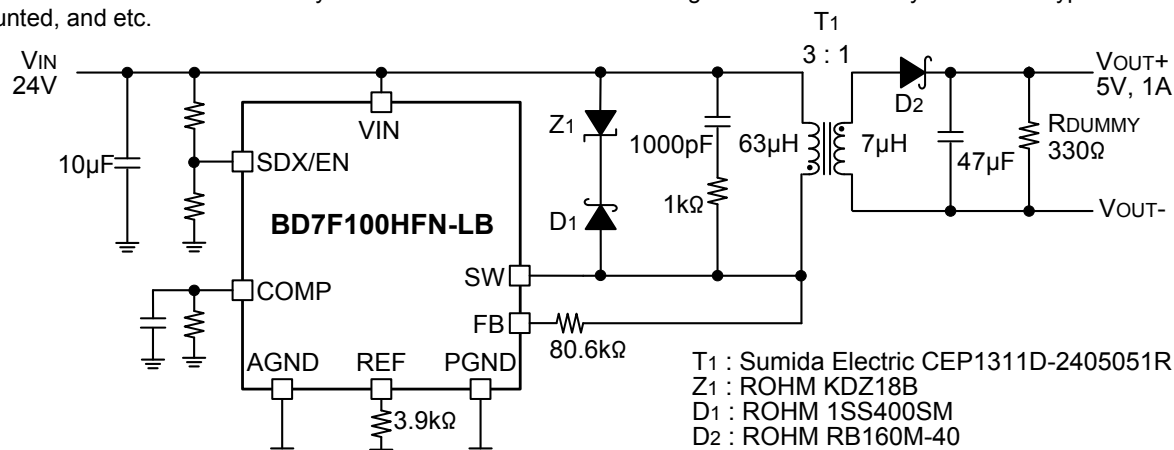 unted, and etc.
T1
3 : 1
VIN
24V
VOUT+
5V, 1A
D2
VIN
Z1
1000pF
63µH
7µH
47µF
RDUMMY
330Ω
10µF
SDX/EN
1kΩ
BD7F100HFN-LB
D1
VOUT-
SW
COMP
FB
80.6kΩ
AGND
REF
PGND
3.9kΩ
T1 : Sumida Electric CEP1311D-2405051R
Z1 : ROHM KDZ18B
D1 : ROHM 1SS400SM
D2 : ROHM RB160M-40